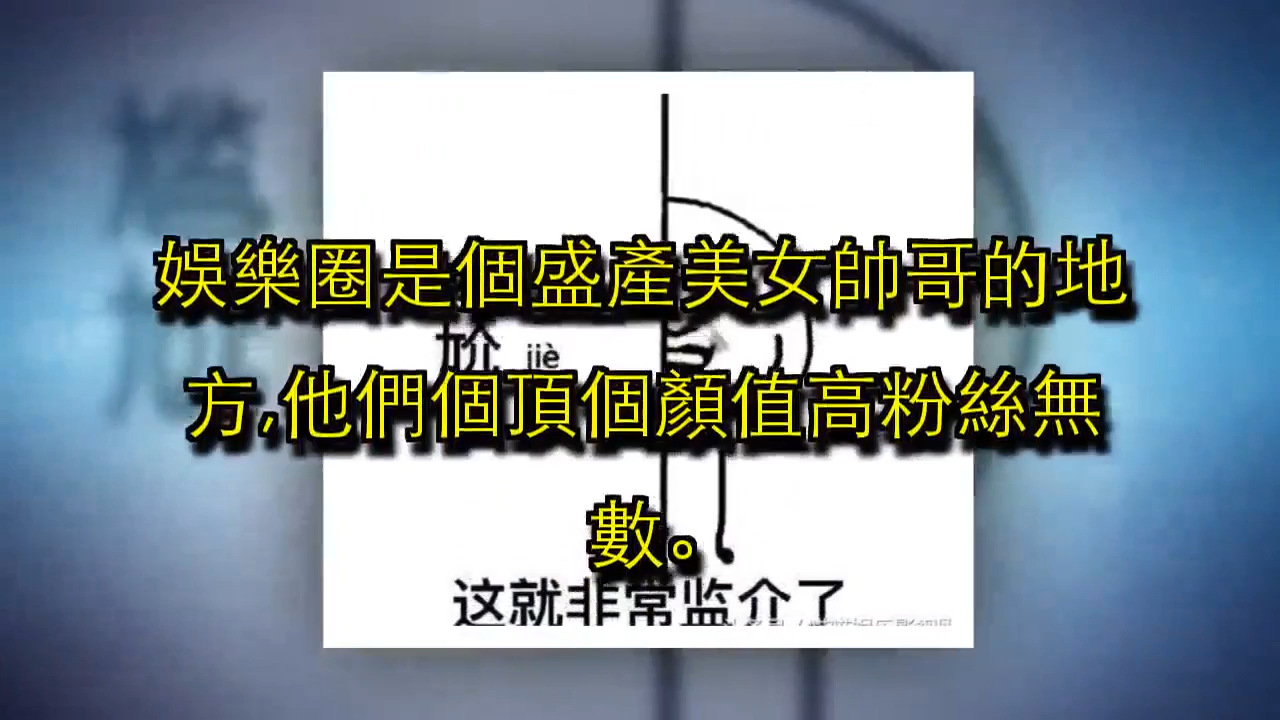 娛樂圈是個盛產美女帥哥的地
尬 jiè
方,他們個頂個顏值高粉絲無
數。
这就非常监介了